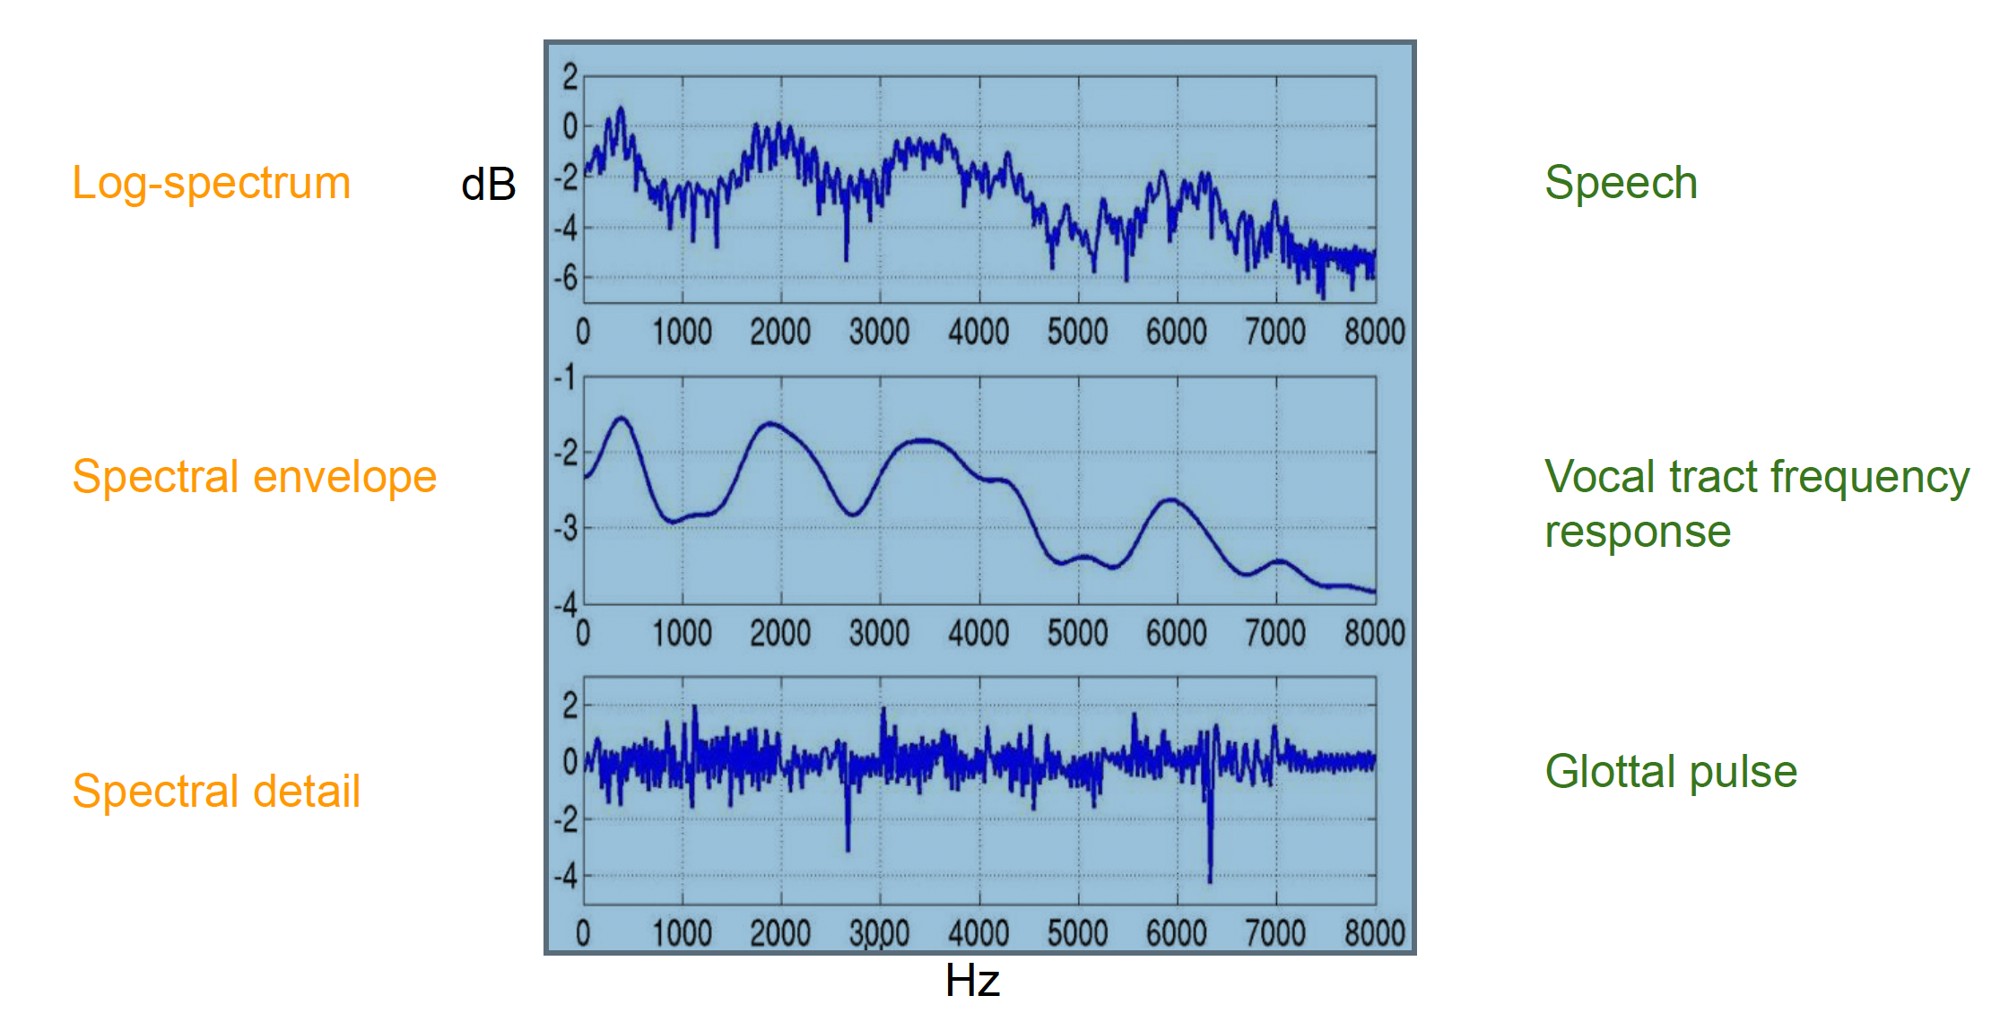 2
0
Log-spectrum
dB
-2
Speech
-4
-6
0 1000 2000 3000 4000 5000 6000 7000 8000
-1
-2
Spectral envelope
Vocal tract frequency
response
-3
-4
0 1000 2000 3000 4000 5000 6000 7000 8000
2
0
Spectral detail
Glottal pulse
-2
-4
0 1000 2000 3000 4000 5000 6000 7000 8000
Hz